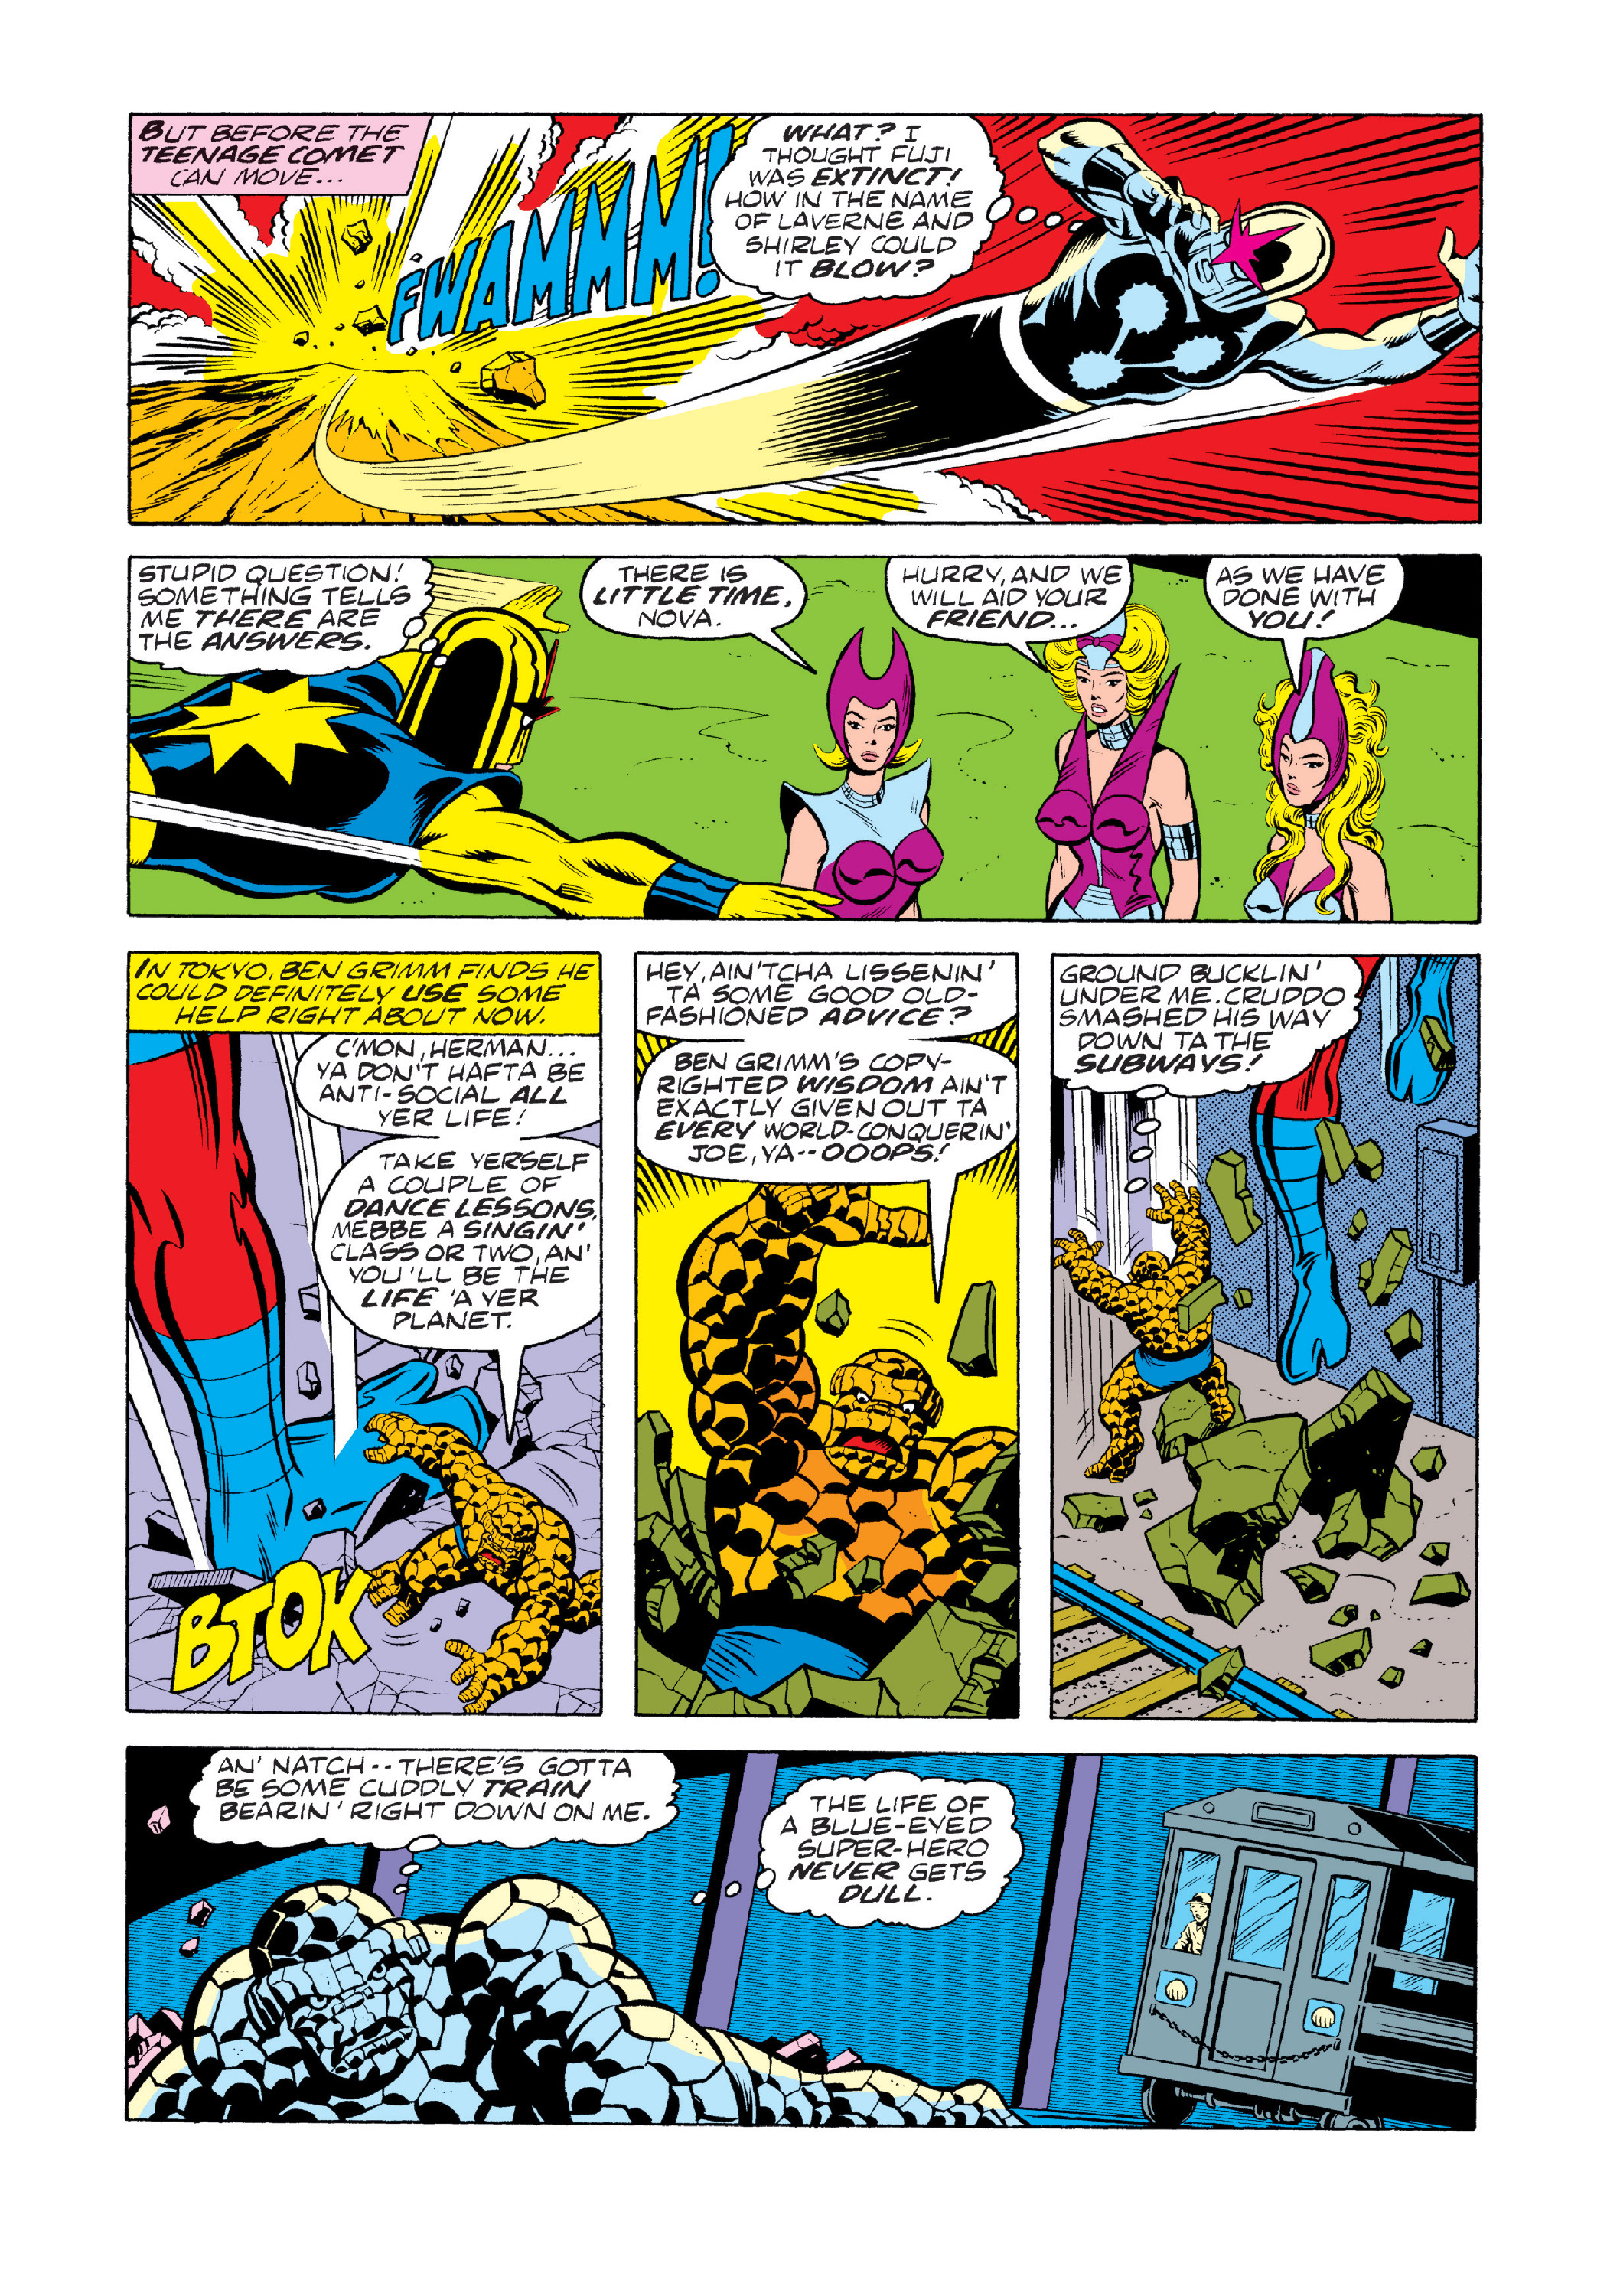 BUT BEFORE THE
TEENAGE COMET
CAN MOVE...
FWAMMM!
WHAT? I
THOUGHT FUJI
WAS EXTINCT!
HOW IN THE NAME
OF LAVERNE AND
SHIRLEY COULD
IT BLOW?
STUPID QUESTION!
SOMETHING TELLS
ME THERE ARE
THE ANSWERS.
THERE IS
LITTLE TIME,
NOVA.
HURRY, AND WE
WILL AID YOUR
FRIEND...
AS WE HAVE
DONE WITH
YOU!
IN TOKYO, BEN GRIMM FINDS HE
COULD DEFINITELY USE SOME
HELP RIGHT ABOUT NOW.
C'MON, HERMAN...
YA DON'T HAFTA BE
ANTI-SOCIAL ALL
YER LIFE!
TAKE YERSELF
A COUPLE OF
DANCE LESSONS,
MEBBE A SINGIN'
CLASS OR TWO, AN'
YOU'LL BE THE
LIFE 'A YER
PLANET.
BTOK
HEY, AIN'TCHA LISSENIN'
TA SOME GOOD OLD-
FASHIONED ADVICE?
BEN GRIMM'S COPY-
RIGHTED WISDOM AIN'T
EXACTLY GIVEN OUT TA
EVERY WORLD-CONQUERIN'
JOE, YA--OOOPS!
GROUND BUCKLIN'
UNDER ME. CRUDDO
SMASHED HIS WAY
DOWN TA THE
SUBWAYS!
AN' NATCH--THERE'S GOTTA
BE SOME CUDDLY TRAIN
BEARIN' RIGHT DOWN ON ME.
THE LIFE OF
A BLUE-EYED
SUPER-HERO
NEVER GETS
DULL.